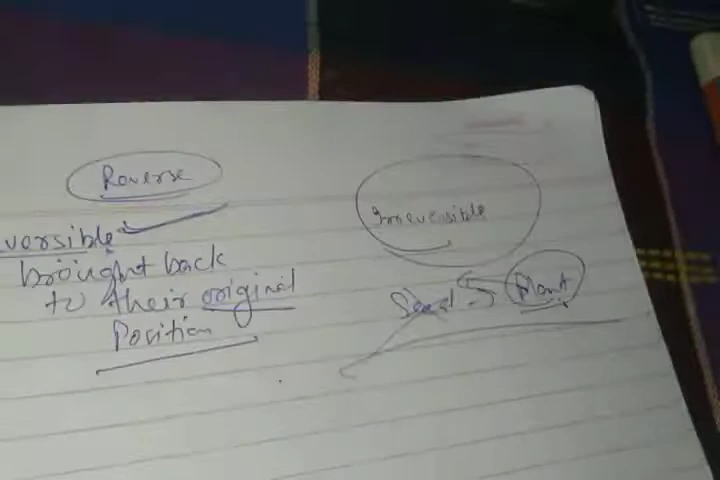 Reverse
versible
brought back
to their original
Position
Irreversible
Seed → Plant